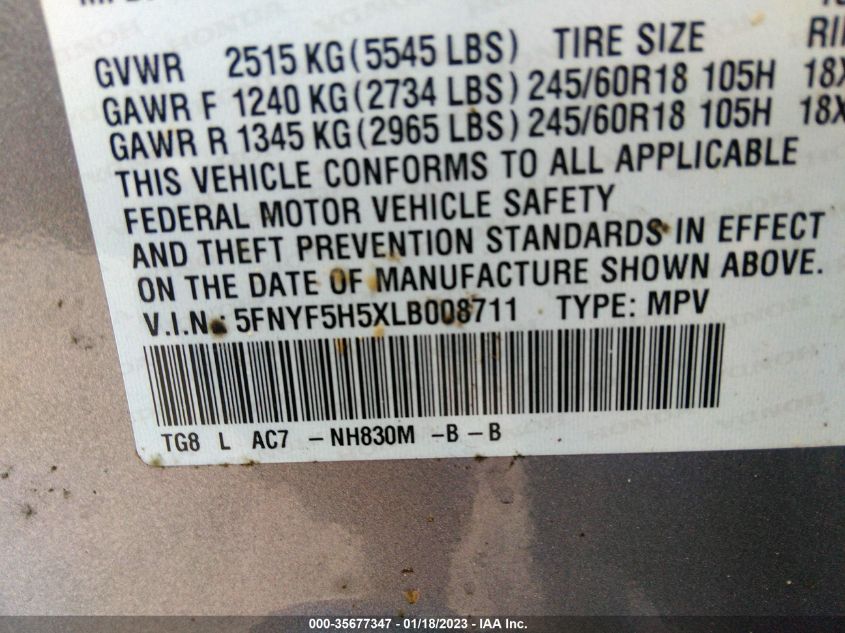 GVWR 2515 KG (5545 LBS) TIRE SIZE
GAWR F 1240 KG (2734 LBS) 245/60R18 105H 18X
GAWR R 1345 KG (2965 LBS) 245/60R18 105H 18X
THIS VEHICLE CONFORMS TO ALL APPLICABLE
FEDERAL MOTOR VEHICLE SAFETY
AND THEFT PREVENTION STANDARDS IN EFFECT
ON THE DATE OF MANUFACTURE SHOWN ABOVE.
V.I.N.: 5FNYF5H5XLB008711 TYPE: MPV
TG8 L AC7 -NH830M -B -B
000-35677347 - 01/18/2023 - IAA Inc.